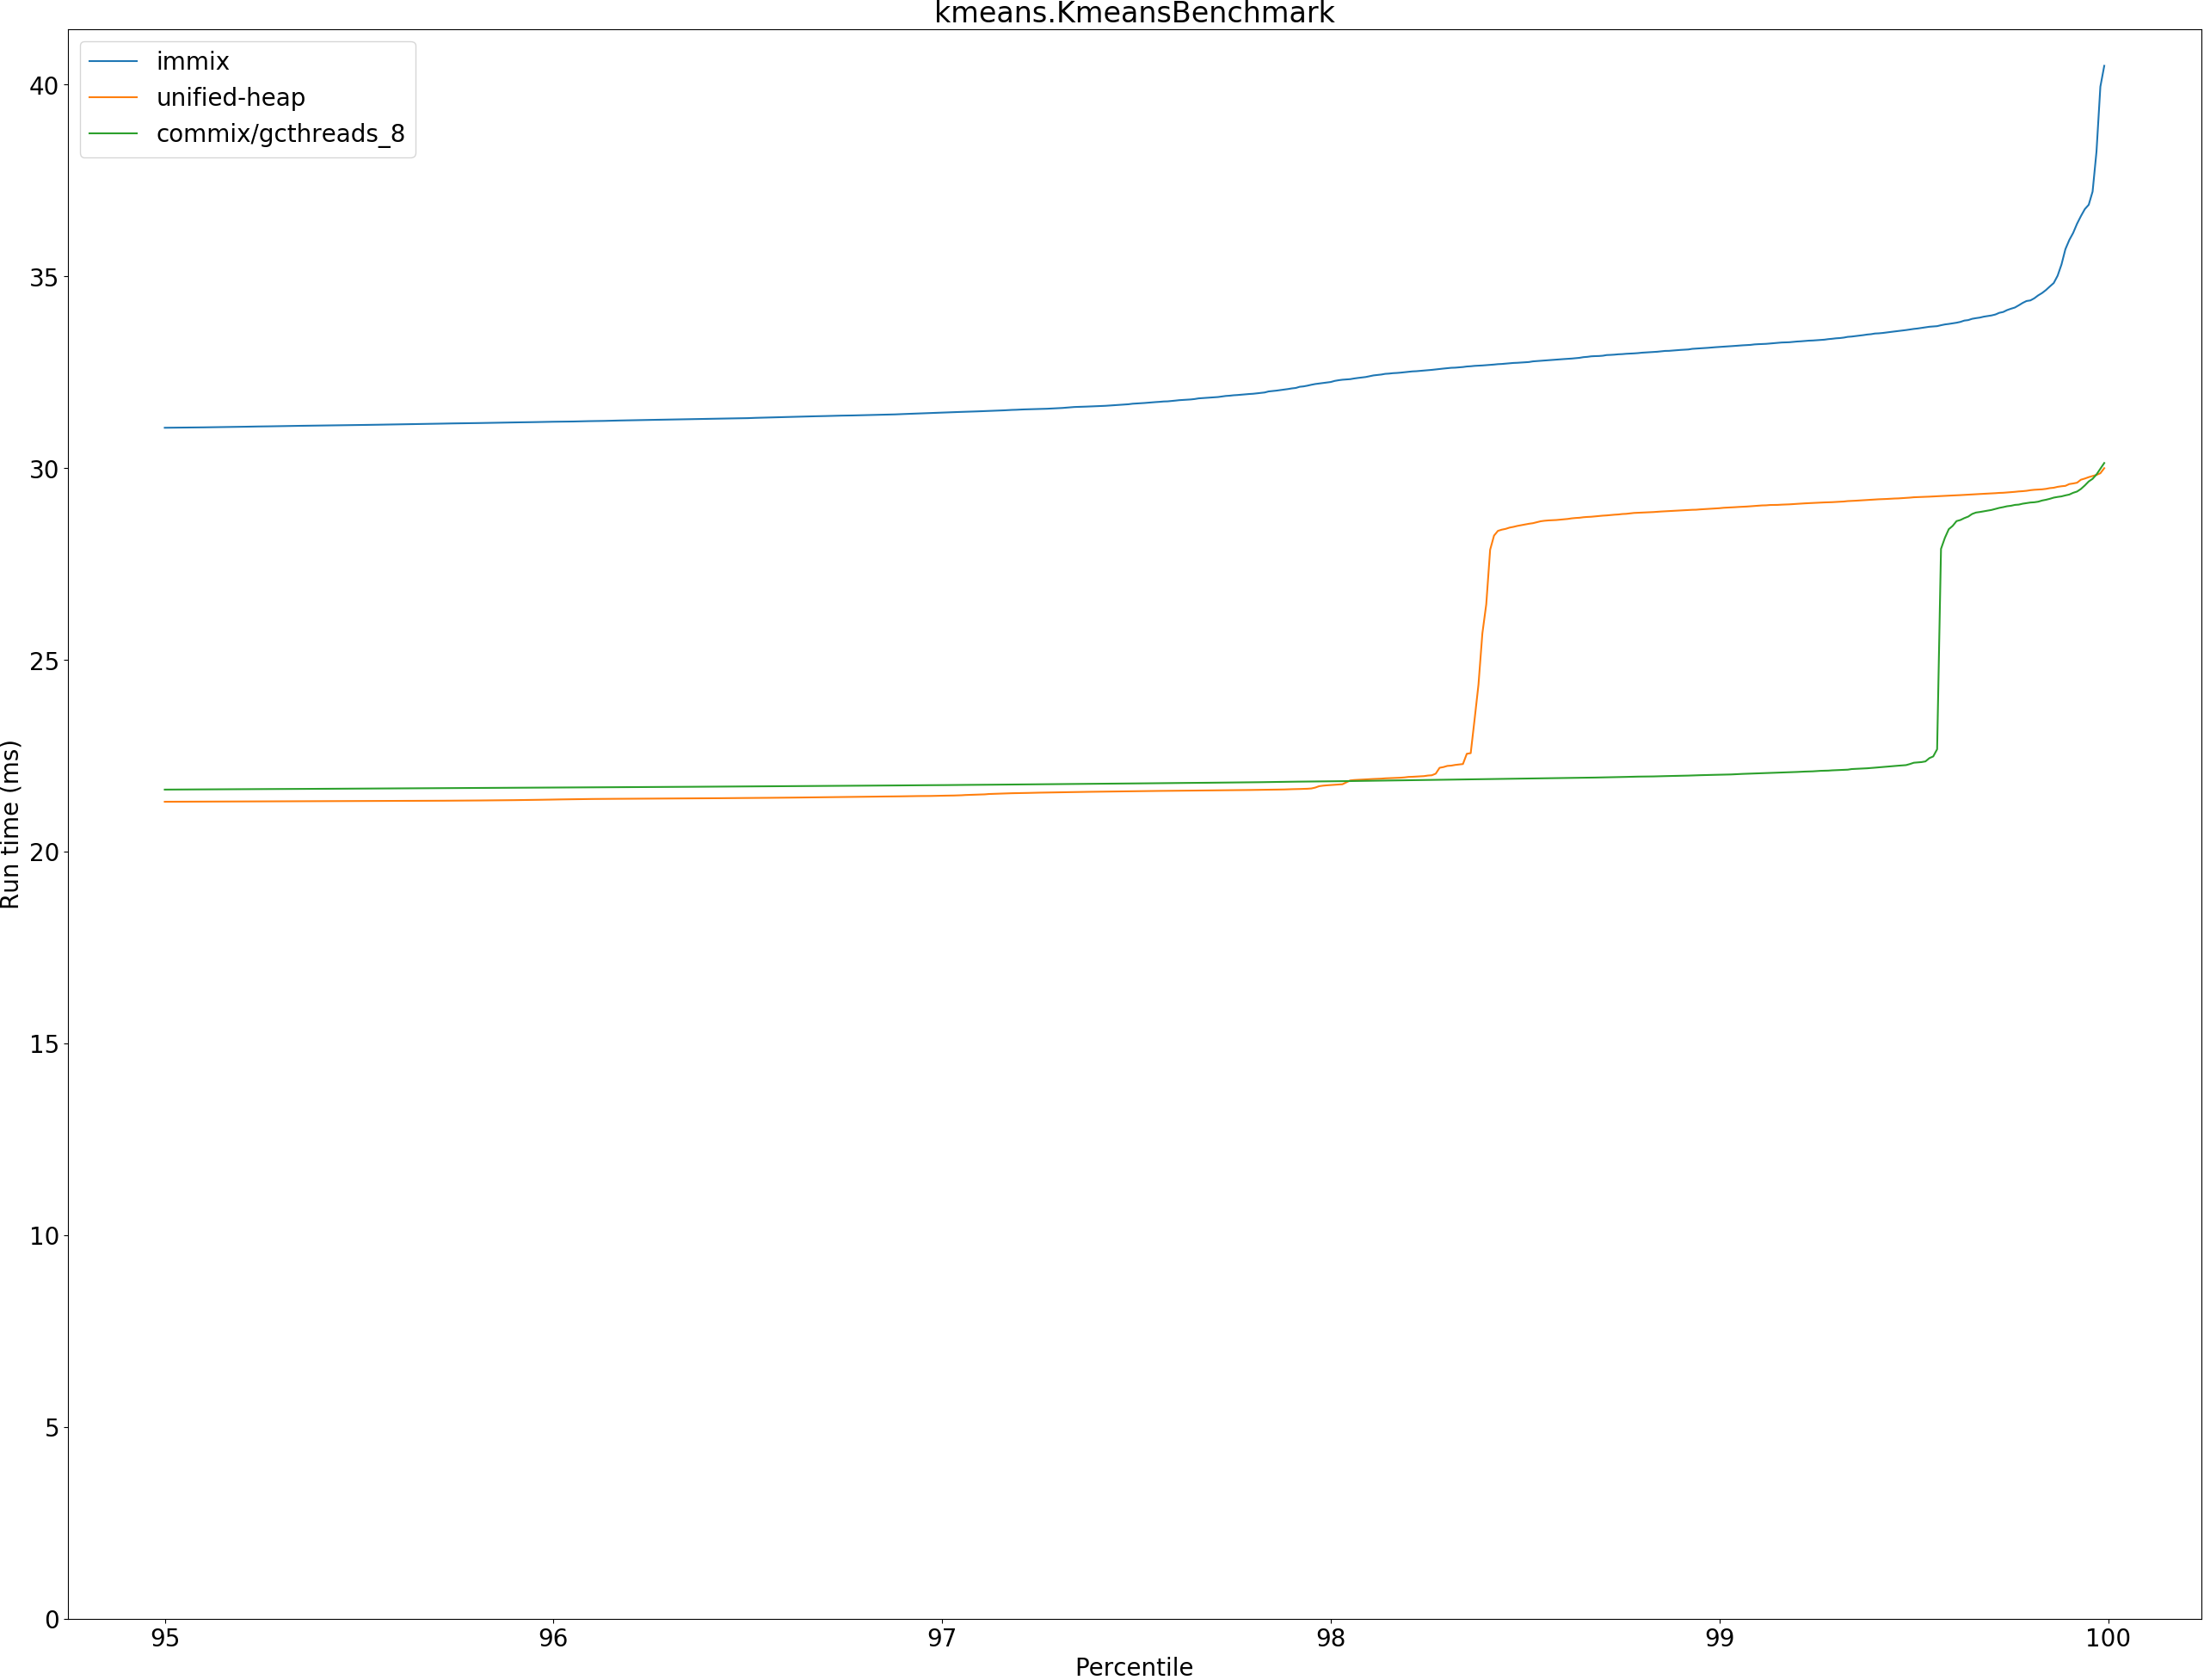 kmeans.KmeansBenchmark
immix
unified-heap
commix/gcthreads_8
40
35
30
25
20
15
10
5
0
Run time (ms)
95 96 97 98 99 100
Percentile